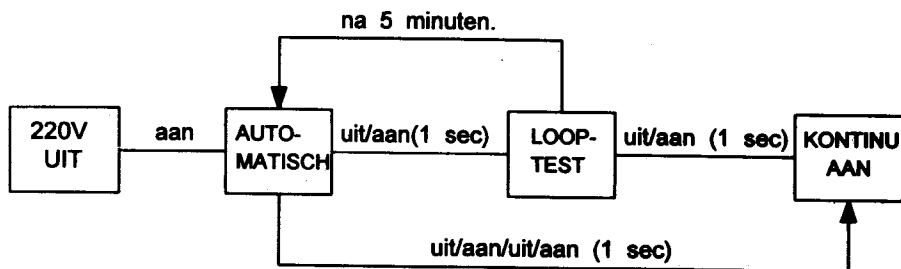 na 5 minuten.
220V
UIT
aan
AUTO-
MATISCH
uit/aan(1 sec)
LOOP-
TEST
uit/aan (1 sec)
KONTINU
AAN
uit/aan/uit/aan (1 sec)